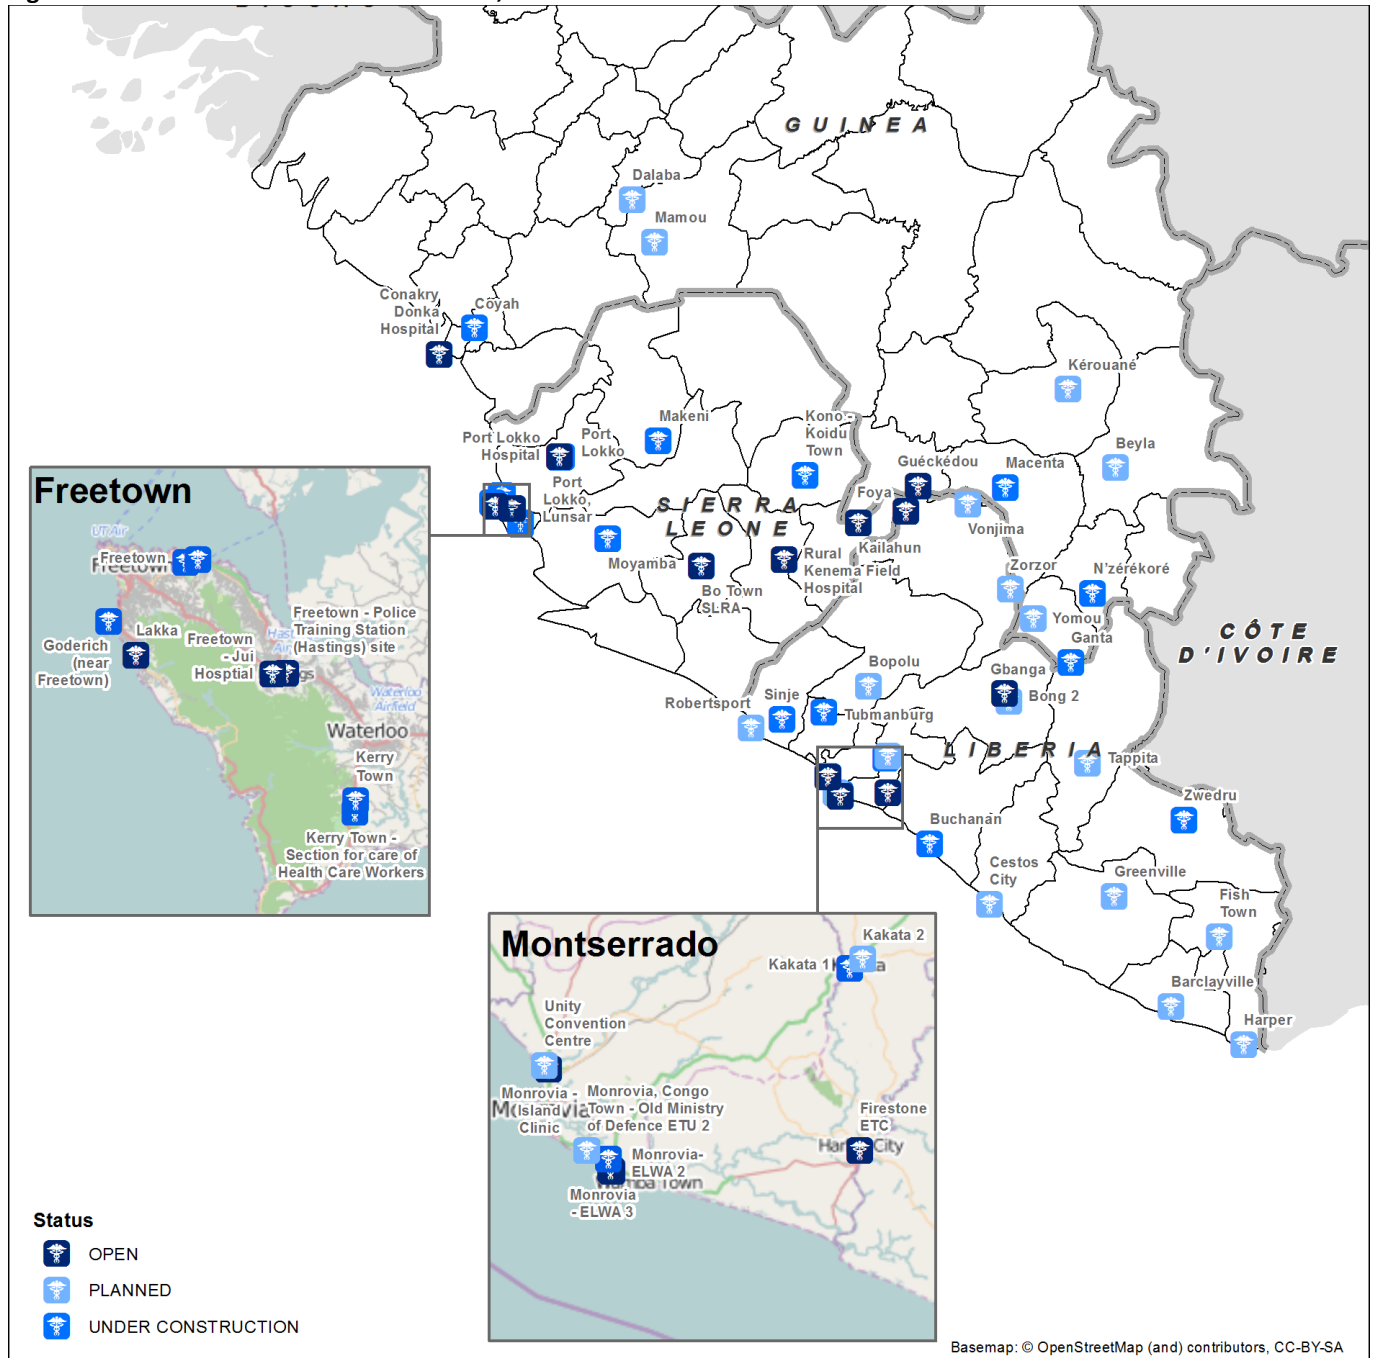 GUINEA
Dalaba
Mamou
Conakry
Donka
Hospital
Coyah
Kérouané
Beyla
Makeni
Kono -
Koidu
Town
Port Lokko
Hospital
Port
Lokko
Port
Lokko,
Lunsar
Guéckédou
Macenta
Foya
Vonjima
SIERRA
LEONE
Kailahun
Moyamba
Bo Town
SLRA
Rural
Kenema Field
Hospital
Zorzor
N'zérékoré
Yomou
Ganta
CÔTE
D'IVOIRE
Bopolu
Gbanga
Bong 2
Robertsport
Sinje
Tubmanburg
LIBERIA
Tappita
Zwedru
Buchanan
Cestos
City
Greenville
Fish
Town
Barclayville
Harper
Freetown
UT Air
Freetown
Freetown
Goderich
(near
Freetown)
Lakka
Freetown
- Jui
Hosptial
Freetown - Police
Training Station
(Hastings) site
Waterloo
Airfield
Waterloo
Kerry
Town
Kerry Town -
Section for care of
Health Care Workers
Montserrado
Kakata 2
Kakata 1
Unity
Convention
Centre
Monrovia -
Island
Clinic
Monrovia, Congo
Town - Old Ministry
of Defence ETU 2
Firestone
ETC
Monrovia-
ELWA 2
Monrovia
- ELWA 3
Status
OPEN
PLANNED
UNDER CONSTRUCTION
Basemap: © OpenStreetMap (and) contributors, CC-BY-SA